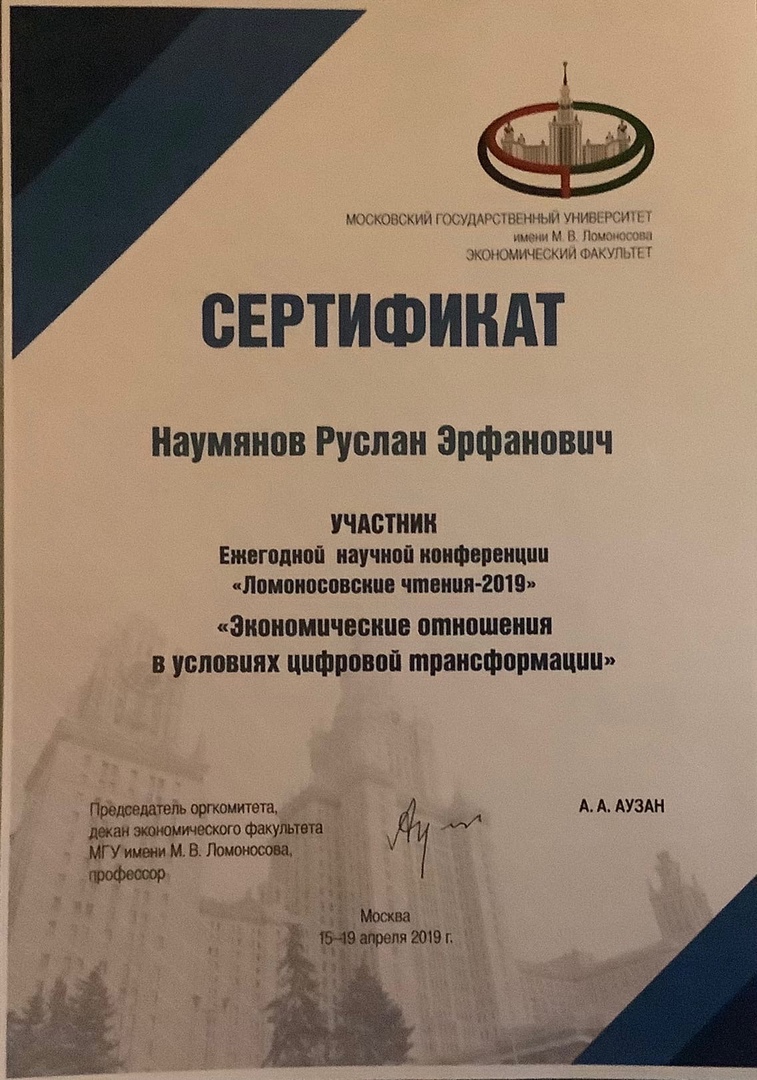 МОСКОВСКИЙ ГОСУДАРСТВЕННЫЙ УНИВЕРСИТЕТ
имени М. В. Ломоносова
ЭКОНОМИЧЕСКИЙ ФАКУЛЬТЕТ
СЕРТИФИКАТ
Наумянов Руслан Эрфанович
УЧАСТНИК
Ежегодной научной конференции
«Ломоносовские чтения-2019»
«Экономические отношения
в условиях цифровой трансформации»
Председатель оргкомитета,
декан экономического факультета
МГУ имени М. В. Ломоносова,
профессор
А. А. АУЗАН
Москва
15–19 апреля 2019 г.